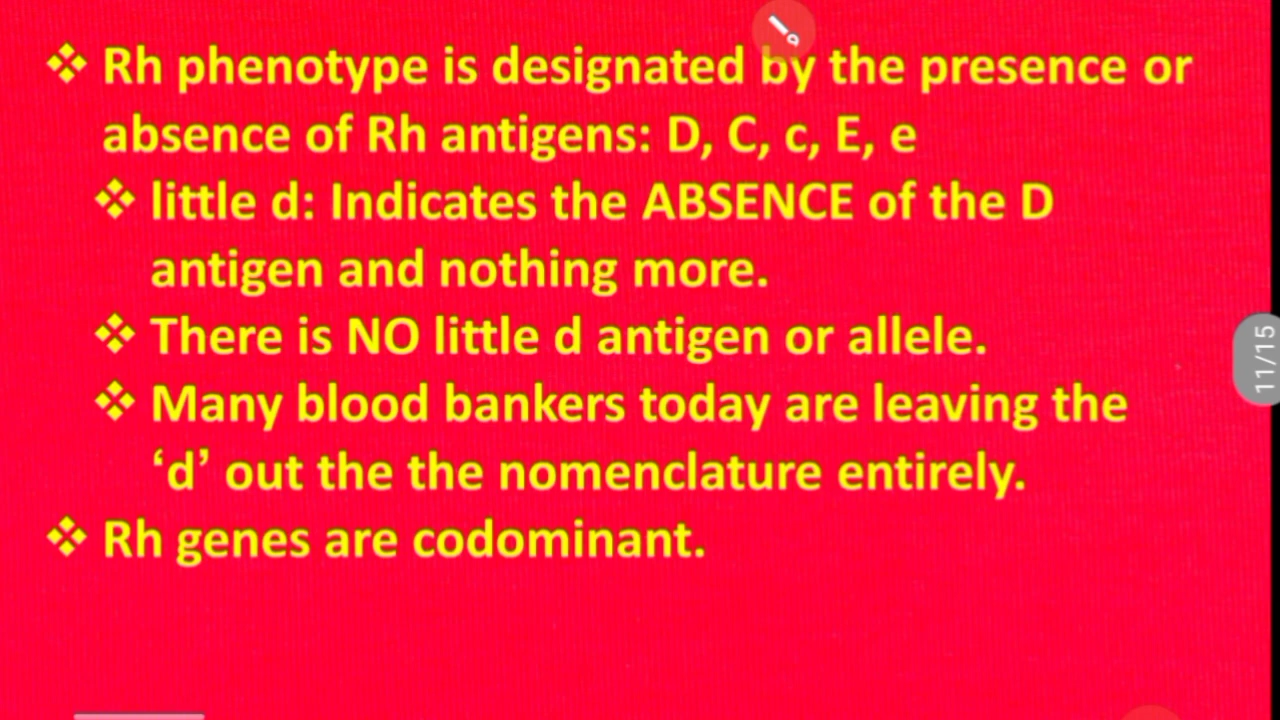 ❖ Rh phenotype is designated by the presence or
absence of Rh antigens: D, C, c, E, e
❖ little d: Indicates the ABSENCE of the D
antigen and nothing more.
❖ There is NO little d antigen or allele.
❖ Many blood bankers today are leaving the
‘d’ out the the nomenclature entirely.
❖ Rh genes are codominant.
11/15